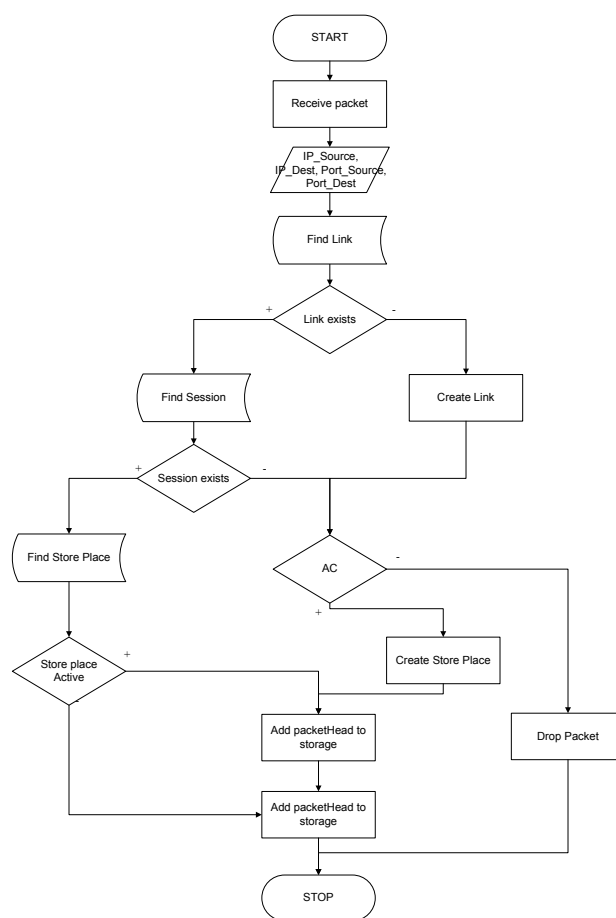 START
Receive packet
IP_Source,
IP_Dest, Port_Source,
Port_Dest
Find Link
+
Link exists
-
Find Session
Create Link
+
Session exists
-
Find Store Place
AC
-
+
Store place
Active
+
-
Create Store Place
Add packetHead to
storage
Drop Packet
Add packetHead to
storage
STOP